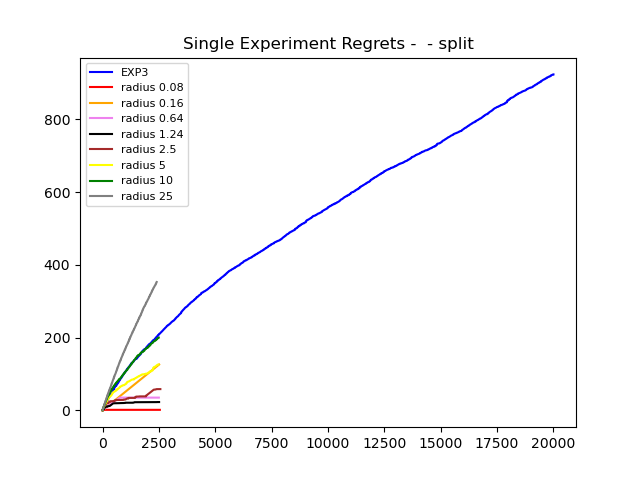 Single Experiment Regrets -  - split
EXP3
radius 0.08
radius 0.16
radius 0.64
radius 1.24
radius 2.5
radius 5
radius 10
radius 25
800
600
400
200
0
0 2500 5000 7500 10000 12500 15000 17500 20000